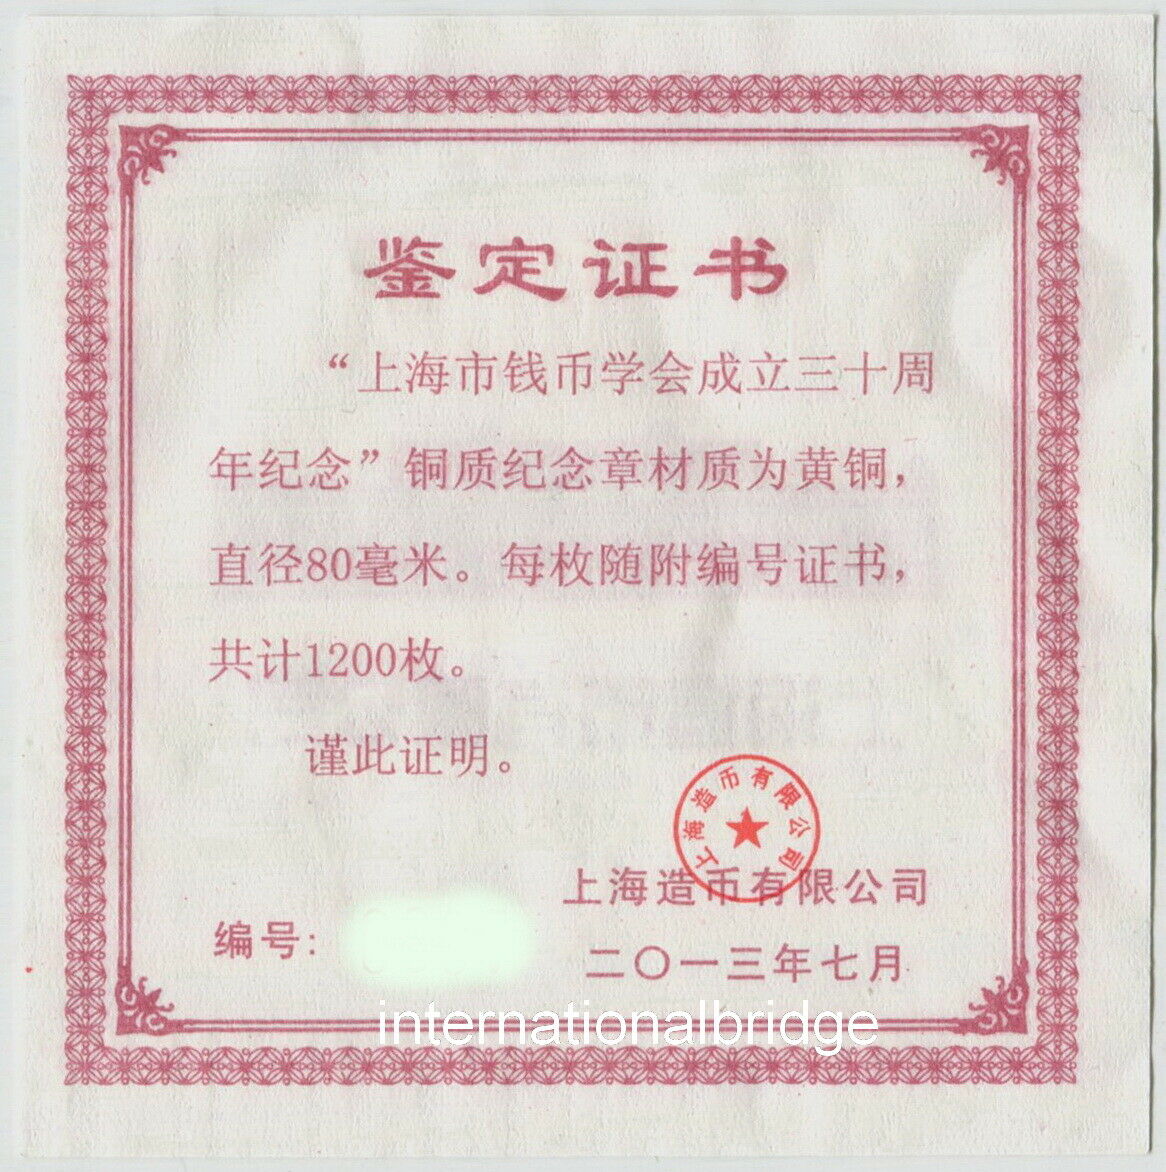 鉴定证书
“上海市钱币学会成立三十周
年纪念”铜质纪念章材质为黄铜，
直径80毫米。每枚随附编号证书，
共计1200枚。
谨此证明。
上海造币有限公司
上海造币有限公司
编号：
二〇一三年七月
internationalbridge